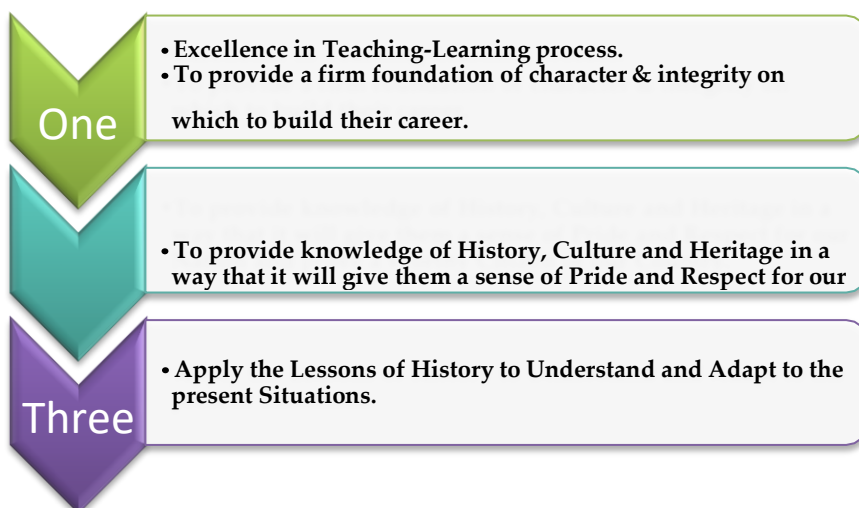 • Excellence in Teaching-Learning process.
• To provide a firm foundation of character & integrity on
which to build their career.
One
• To provide knowledge of History, Culture and Heritage in a
way that it will give them a sense of Pride and Respect for our
• Apply the Lessons of History to Understand and Adapt to the
present Situations.
Three